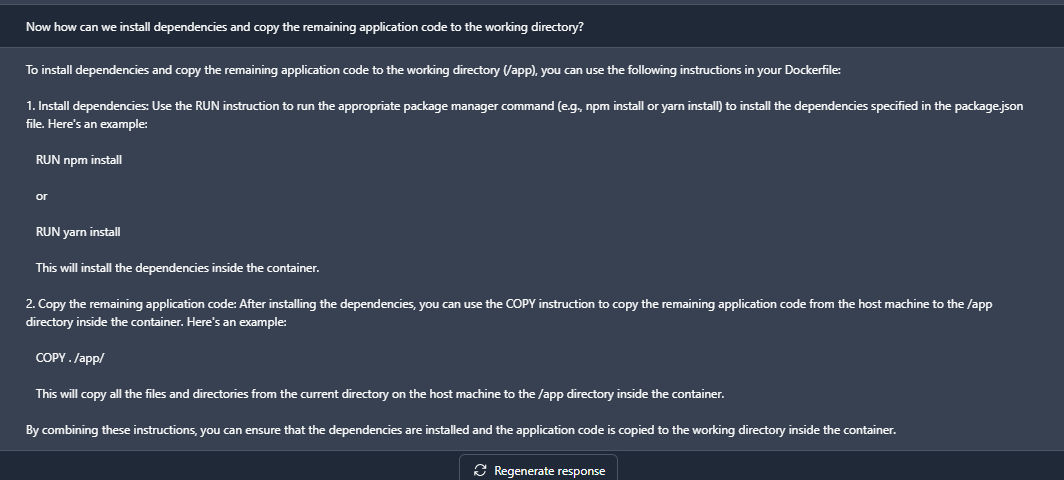 Now how can we install dependencies and copy the remaining application code to the working directory?
To install dependencies and copy the remaining application code to the working directory (/app), you can use the following instructions in your Dockerfile:
1. Install dependencies: Use the RUN instruction to run the appropriate package manager command (e.g., npm install or yarn install) to install the dependencies specified in the package.json
file. Here's an example:
RUN npm install
or
RUN yarn install
This will install the dependencies inside the container.
2. Copy the remaining application code: After installing the dependencies, you can use the COPY instruction to copy the remaining application code from the host machine to the /app
directory inside the container. Here's an example:
COPY . /app/
This will copy all the files and directories from the current directory on the host machine to the /app directory inside the container.
By combining these instructions, you can ensure that the dependencies are installed and the application code is copied to the working directory inside the container.
Regenerate response